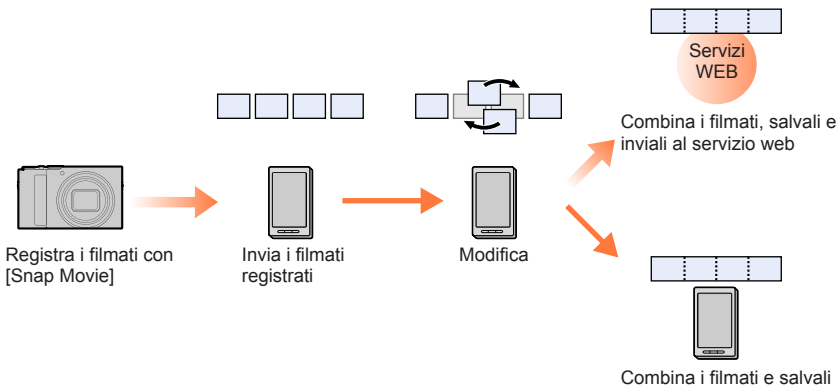 Servizi
WEB
Combina i filmati, salvali e
inviali al servizio web
Registra i filmati con
[Snap Movie]
Invia i filmati
registrati
Modifica
Combina i filmati e salvali